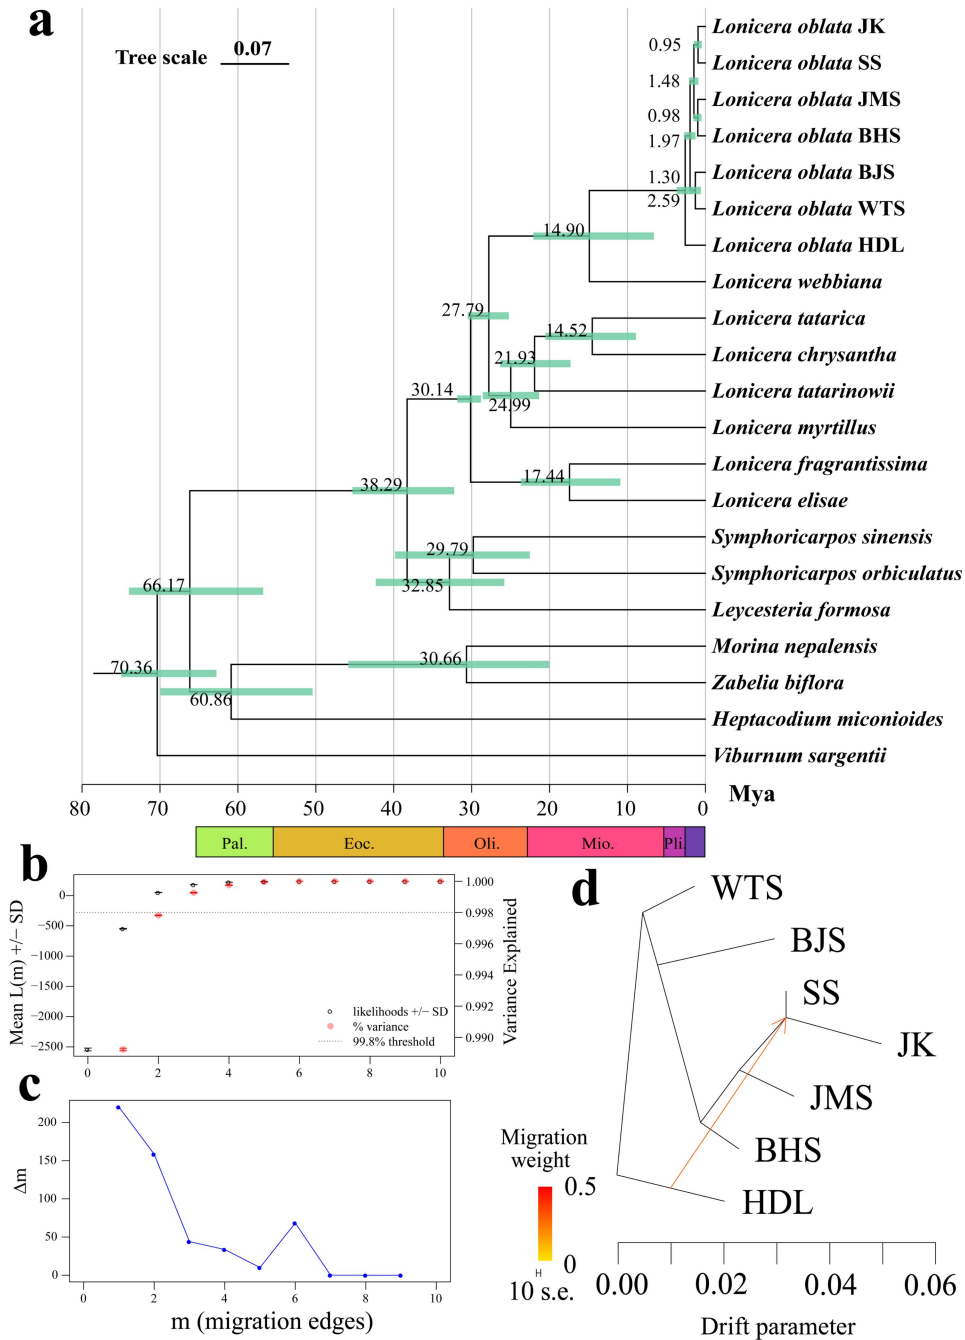 a
Tree scale
0.07
Lonicera oblata JK
0.95
Lonicera oblata SS
1.48
Lonicera oblata JMS
0.98
Lonicera oblata BHS
1.97
Lonicera oblata BJS
1.30
2.59
Lonicera oblata WTS
Lonicera oblata HDL
14.90
Lonicera webbiana
27.79
Lonicera tatarica
14.52
Lonicera chrysantha
21.93
Lonicera tatarinowii
30.14
24.99
Lonicera myrtillus
Lonicera fragrantissima
17.44
38.29
Lonicera elisae
Symphoricarpos sinensis
29.79
Symphoricarpos orbiculatus
32.85
66.17
Leycesteria formosa
Morina nepalensis
30.66
70.36
Zabelia biflora
60.86
Heptacodium miconioides
Viburnum sargentii
80 70 60 50 40 30 20 10 0 Mya
Pal. Eoc. Oli. Mio. Pli.
b
Mean L(m) +/− SD
0
−500
−1000
−1500
−2000
−2500
1.000
0.998
0.996
0.994
0.992
0.990
Variance Explained
likelihoods +/− SD
% variance
99.8% threshold
0 2 4 6 8 10
c
Δm
200
150
100
50
0
0 2 4 6 8 10
m (migration edges)
d
WTS
BJS
SS
JK
JMS
BHS
HDL
Migration
weight
0.5
0
10 s.e.
0.00 0.02 0.04 0.06
Drift parameter